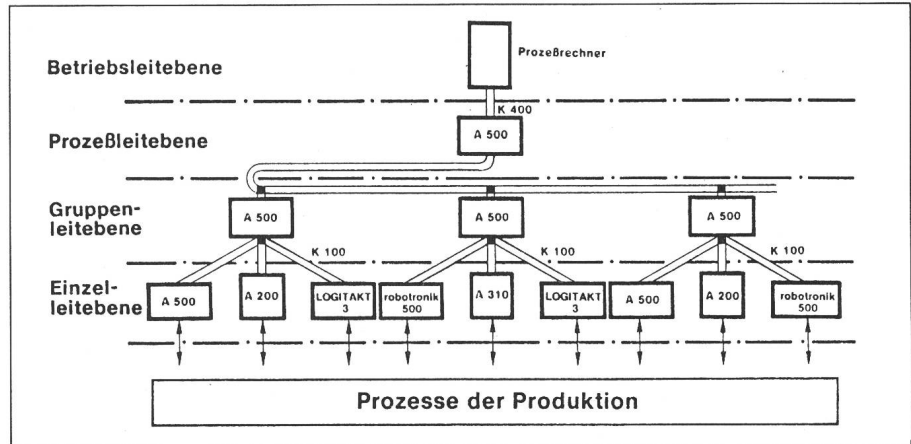 Prozeßrechner
Betriebsleitebene
K 400
A 500
Prozeßleitebene
Gruppen-
leitebene
A 500
A 500
A 500
K 100
K 100
K 100
Einzel-
leitebene
A 500
A 200
LOGITAKT
3
robotronik
500
A 310
LOGITAKT
3
A 500
A 200
robotronik
500
Prozesse der Produktion